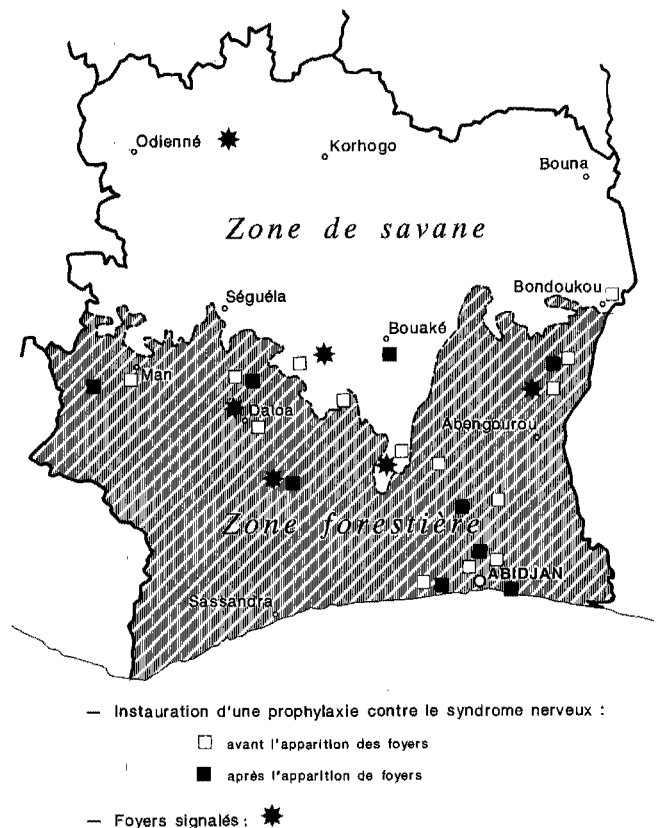 Odienné
Korhogo
Bouna
Zone de savane
Bondoukou
Séguéla
Bouaké
Man
Daloa
Abengourou
Zone forestière
ABIDJAN
Sassandra
— Instauration d'une prophylaxie contre le syndrome nerveux :
avant l'apparition des foyers
après l'apparition de foyers
— Foyers signalés :